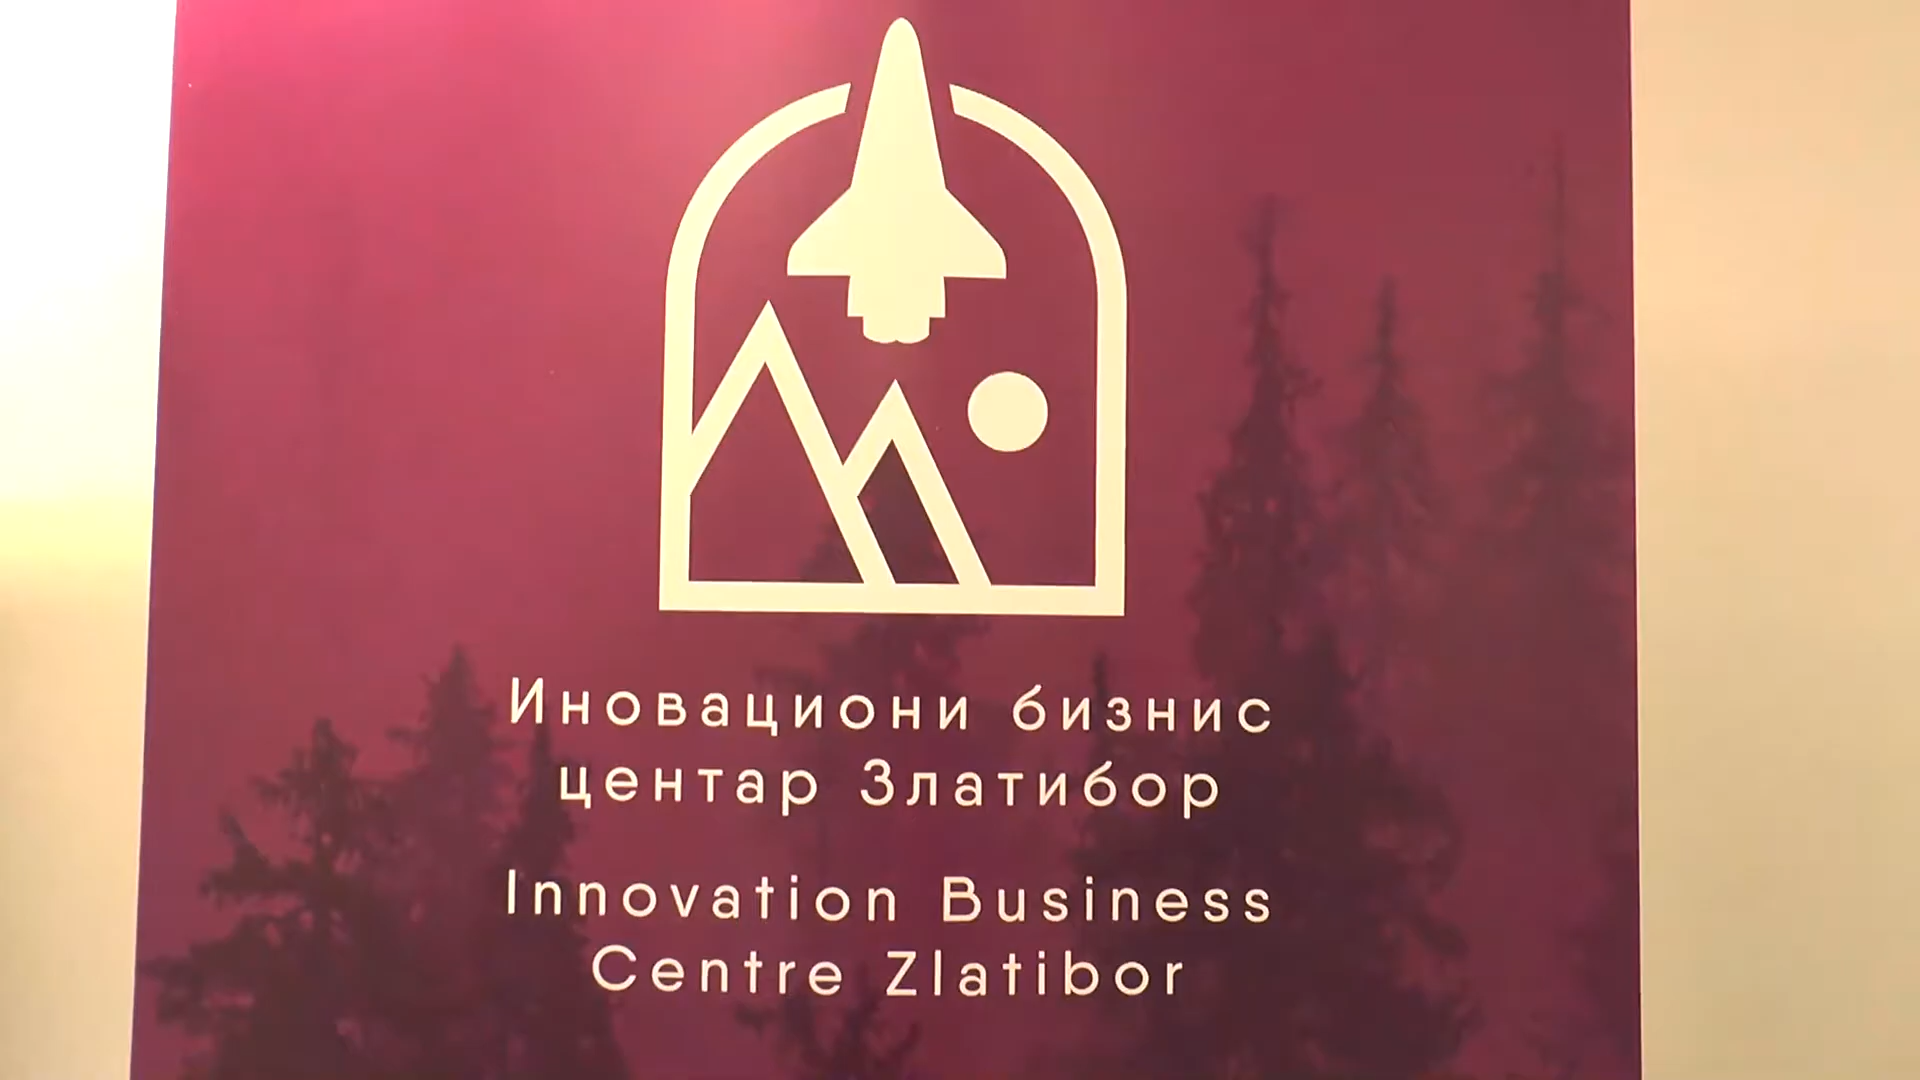 Иновациони бизнис
центар Златибор
Innovation Business
Centre Zlatibor